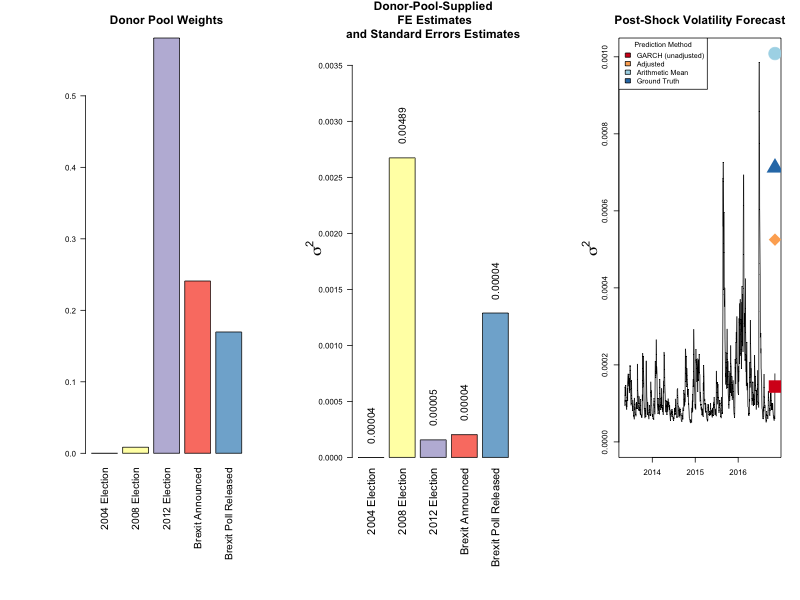 Donor Pool Weights
0.5
0.3
0.2
0.1
0.0
2004 Election
2008 Election
2012 Election
Brexit Announced
Brexit Poll Released
Donor-Pool-Supplied
FE Estimates
and Standard Errors Estimates
σ2
0.0035
0.0030
0.0025
0.0020
0.0015
0.0010
0.0005
0.0000
0.00004
0.00489
0.00005
0.00004
0.00004
2004 Election
2008 Election
2012 Election
Brexit Announced
Brexit Poll Released
Post-Shock Volatility Forecast
σ2
0.0010
0.0008
0.0006
0.0004
0.0002
0.0000
Prediction Method
GARCH (unadjusted)
Adjusted
Arithmetic Mean
Ground Truth
2014
2015
2016